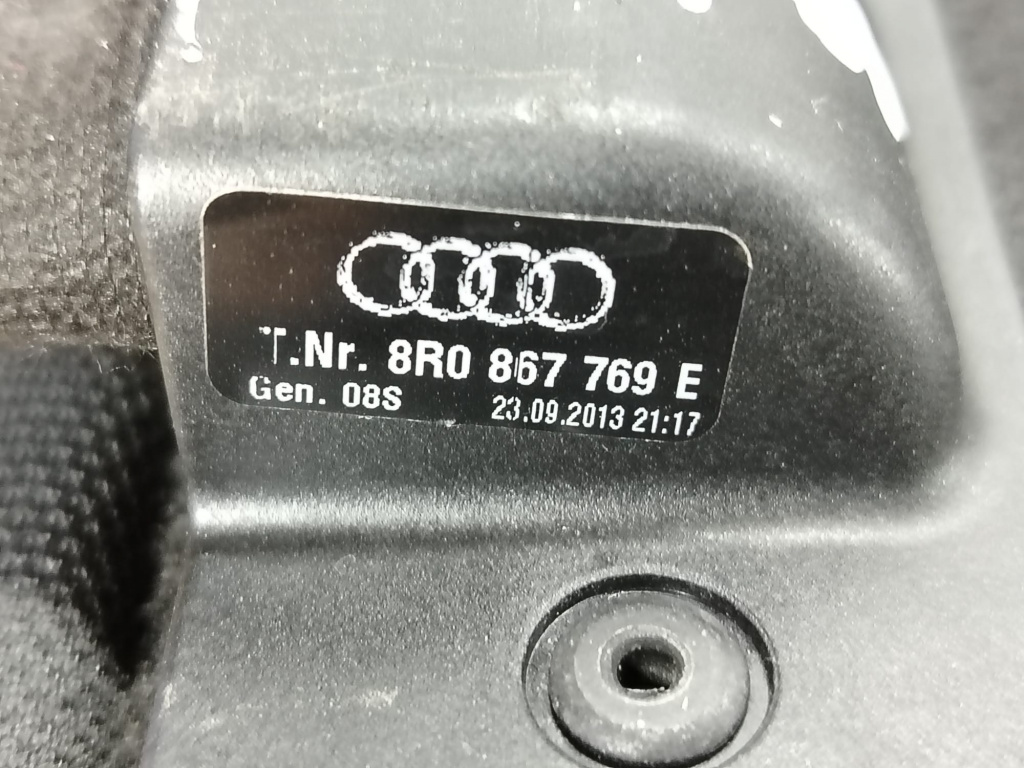 T.Nr. 8R0 867 769 E
Gen. 08S 23.09.2013 21:17